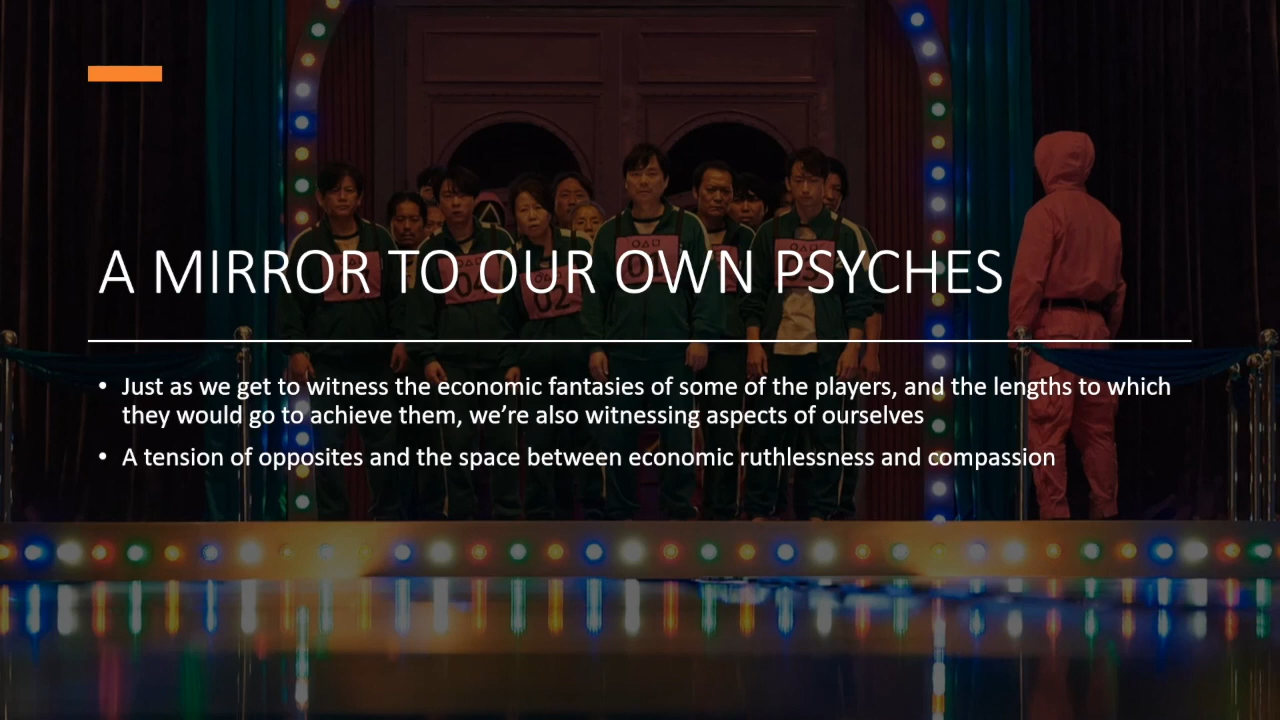 A MIRROR TO OUR OWN PSYCHES
• Just as we get to witness the economic fantasies of some of the players, and the lengths to which
they would go to achieve them, we’re also witnessing aspects of ourselves
• A tension of opposites and the space between economic ruthlessness and compassion